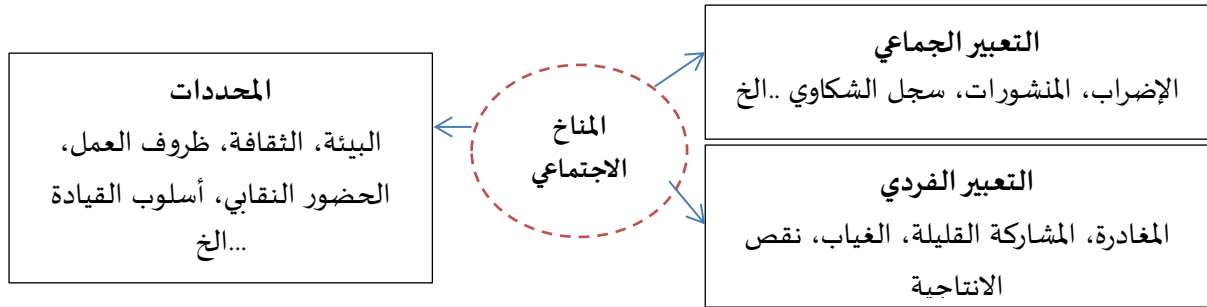 التعبير الجماعي
الإضراب، المنشورات، سجل الشكاوي ..الخ
المحددات
البيئة، الثقافة، ظروف العمل،
الحضور النقابي، أسلوب القيادة
...الخ
المناخ
الاجتماعي
التعبير الفردي
المغادرة، المشاركة القليلة، الغياب، نقص
الانتاجية